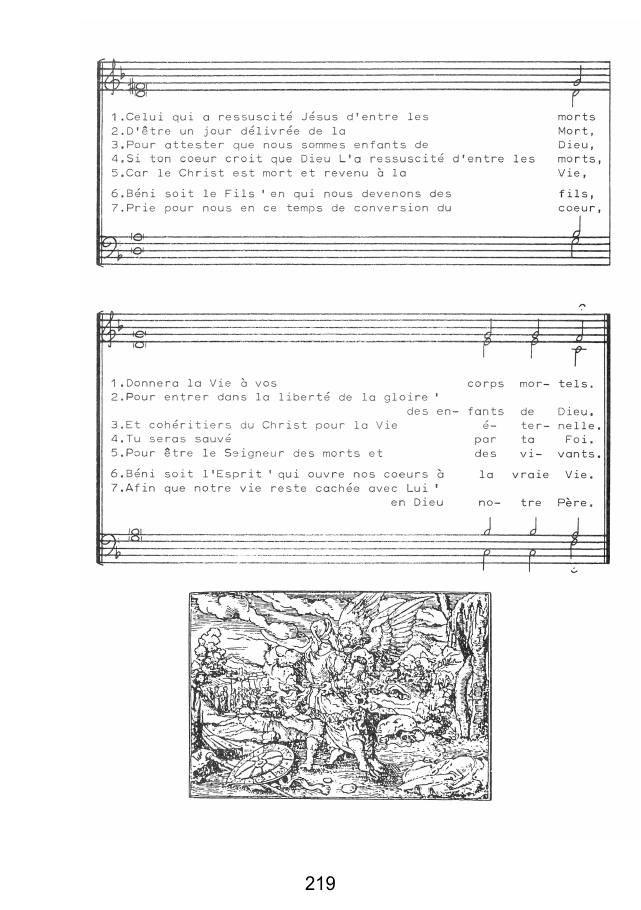 1.Celui qui a ressuscité Jésus d'entre les morts
2.D'être un jour délivrée de la Mort,
3.Pour attester que nous sommes enfants de Dieu,
4.Si ton coeur croit que Dieu L'a ressuscité d'entre les morts,
5.Car le Christ est mort et revenu à la Vie,
6.Béni soit le Fils ' en qui nous devenons des fils,
7.Prie pour nous en ce temps de conversion du coeur,
1.Donnera la Vie à vos corps mor- tels.
2.Pour entrer dans la liberté de la gloire '
des en- fants de Dieu.
3.Et cohéritiers du Christ pour la Vie é- ter- nelle.
4.Tu seras sauvé par ta Foi.
5.Pour être le Seigneur des morts et des vi- vants.
6.Béni soit l'Esprit ' qui ouvre nos coeurs à la vraie Vie.
7.Afin que notre vie reste cachée avec Lui '
en Dieu no- tre Père.
219